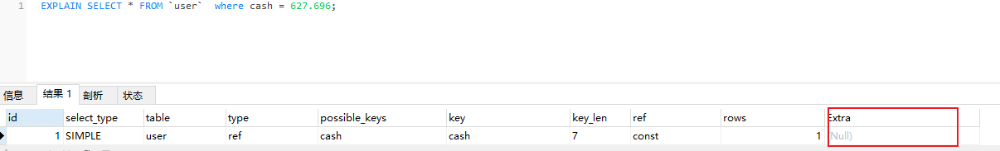 1 EXPLAIN SELECT * FROM `user`  where cash = 627.696;
信息 结果 1 剖析 状态
id select_type table type possible_keys key key_len ref rows Extra
1 SIMPLE user ref cash cash 7 const 1 (Null)